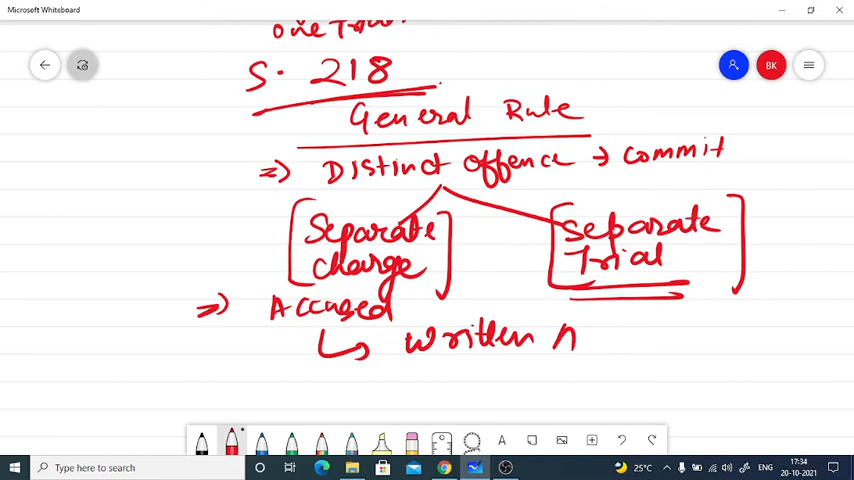 Microsoft Whiteboard
one
S. 218
BK
General Rule
⇒ Distinct offence → commit
Separate charge
Separate Trial
⇒ Accused
↳ written A
Type here to search
25°C
ENG
17:34
20-10-2021